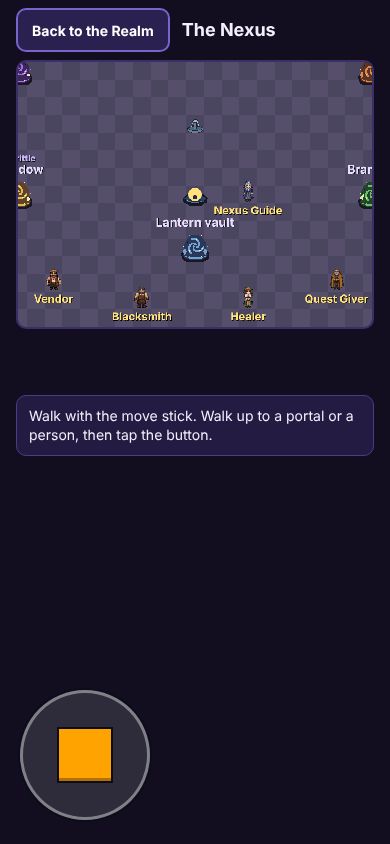 Back to the Realm
The Nexus
dow
Bran
Nexus Guide
Lantern vault
Vendor
Quest Giver
Blacksmith
Healer
Walk with the move stick. Walk up to a portal or a
person, then tap the button.